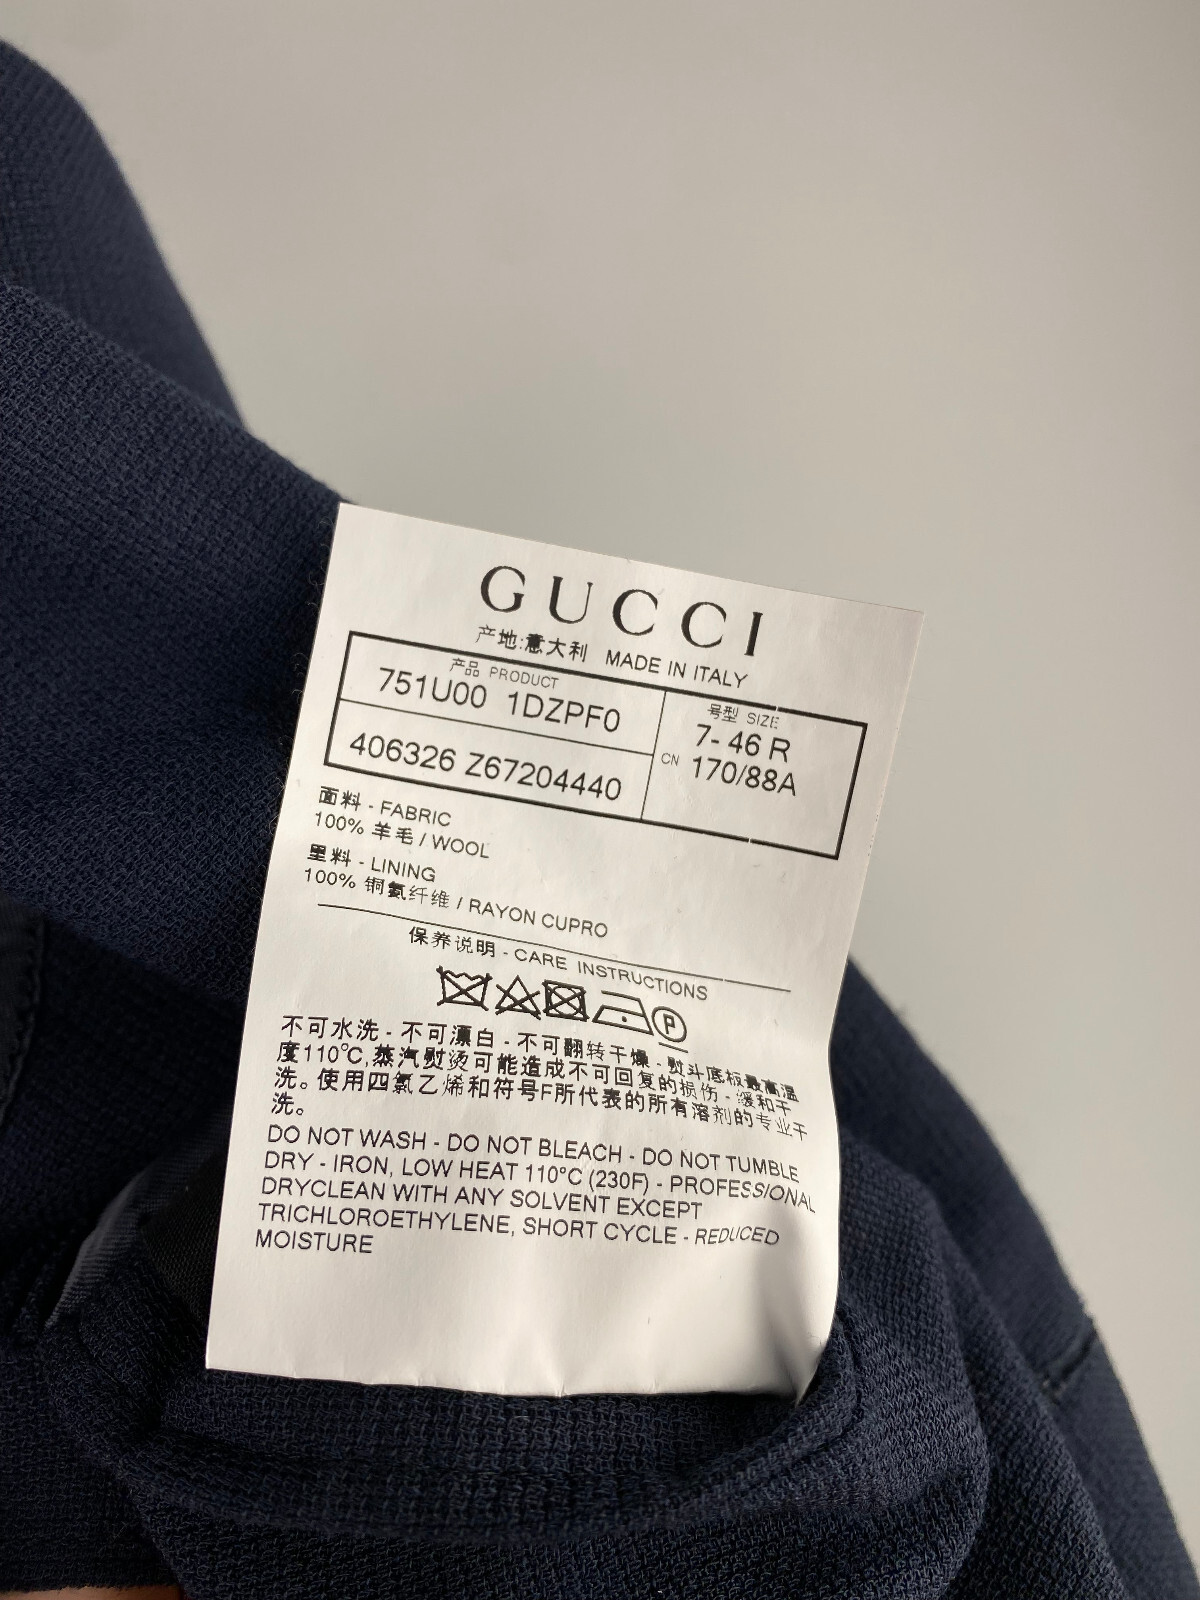 GUCCI
产地:意大利 MADE IN ITALY
产品 PRODUCT
751U00 1DZPF0
406326 Z67204440
号型 SIZE
7- 46 R
CN 170/88A
面料 - FABRIC
100% 羊毛 / WOOL
里料 - LINING
100% 铜氨纤维 / RAYON CUPRO
保养说明 - CARE INSTRUCTIONS
P
不可水洗 - 不可漂白 - 不可翻转干燥 - 熨斗底板最高温
度110°C,蒸汽熨烫可能造成不可回复的损伤 - 缓和干
洗。使用四氯乙烯和符号F所代表的所有溶剂的专业干
洗。
DO NOT WASH - DO NOT BLEACH - DO NOT TUMBLE
DRY - IRON, LOW HEAT 110°C (230F) - PROFESSIONAL
DRYCLEAN WITH ANY SOLVENT EXCEPT
TRICHLOROETHYLENE, SHORT CYCLE - REDUCED
MOISTURE